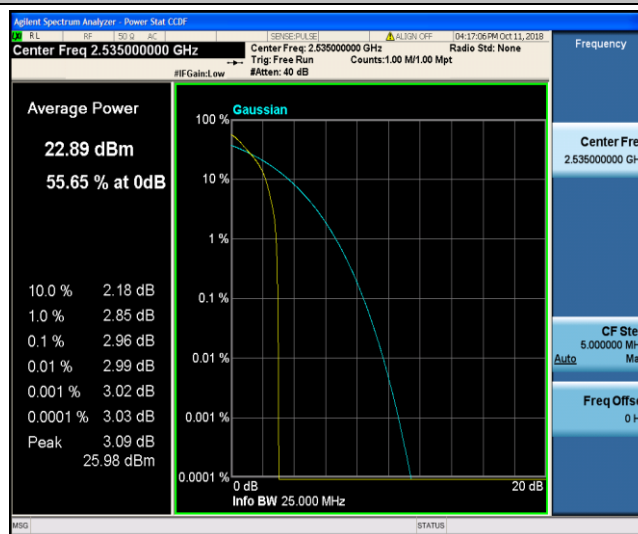 Agilent Spectrum Analyzer - Power Stat CCDF
RL RF 50 Ω AC SENSE:PULSE ALIGN OFF 04:17:06 PM Oct 11, 2018
Center Freq 2.535000000 GHz
Center Freq: 2.535000000 GHz Radio Std: None
Trig: Free Run Counts:1.00 M/1.00 Mpt
#IFGain:Low #Atten: 40 dB
Frequency
Average Power
22.89 dBm
55.65 % at 0dB
10.0 % 2.18 dB
1.0 % 2.85 dB
0.1 % 2.96 dB
0.01 % 2.99 dB
0.001 % 3.02 dB
0.0001 % 3.03 dB
Peak 3.09 dB
25.98 dBm
Gaussian
100 %
10 %
1 %
0.1 %
0.01 %
0.001 %
0.0001 %
0 dB 20 dB
Info BW 25.000 MHz
Center Fre
2.535000000 GH
CF Ste
5.000000 MH
Auto Ma
Freq Offse
0 H
MSG STATUS